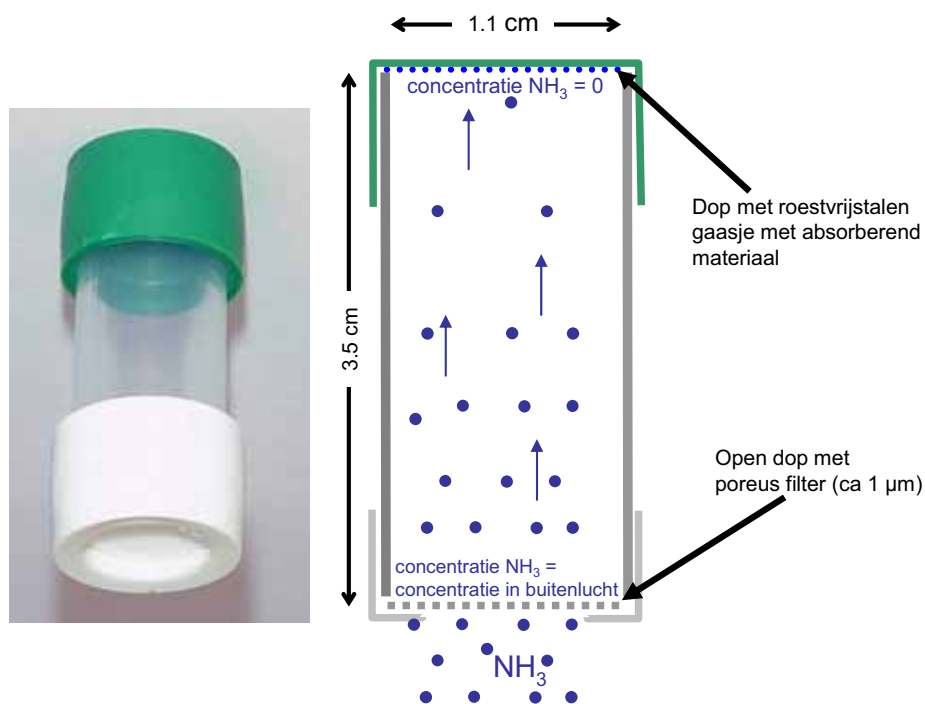 1.1 cm
concentratie NH₃ = 0
3.5 cm
Dop met roestvrijstalen
gaasje met absorberend
materiaal
Open dop met
poreus filter (ca 1 µm)
concentratie NH₃ =
concentratie in buitenlucht
NH₃